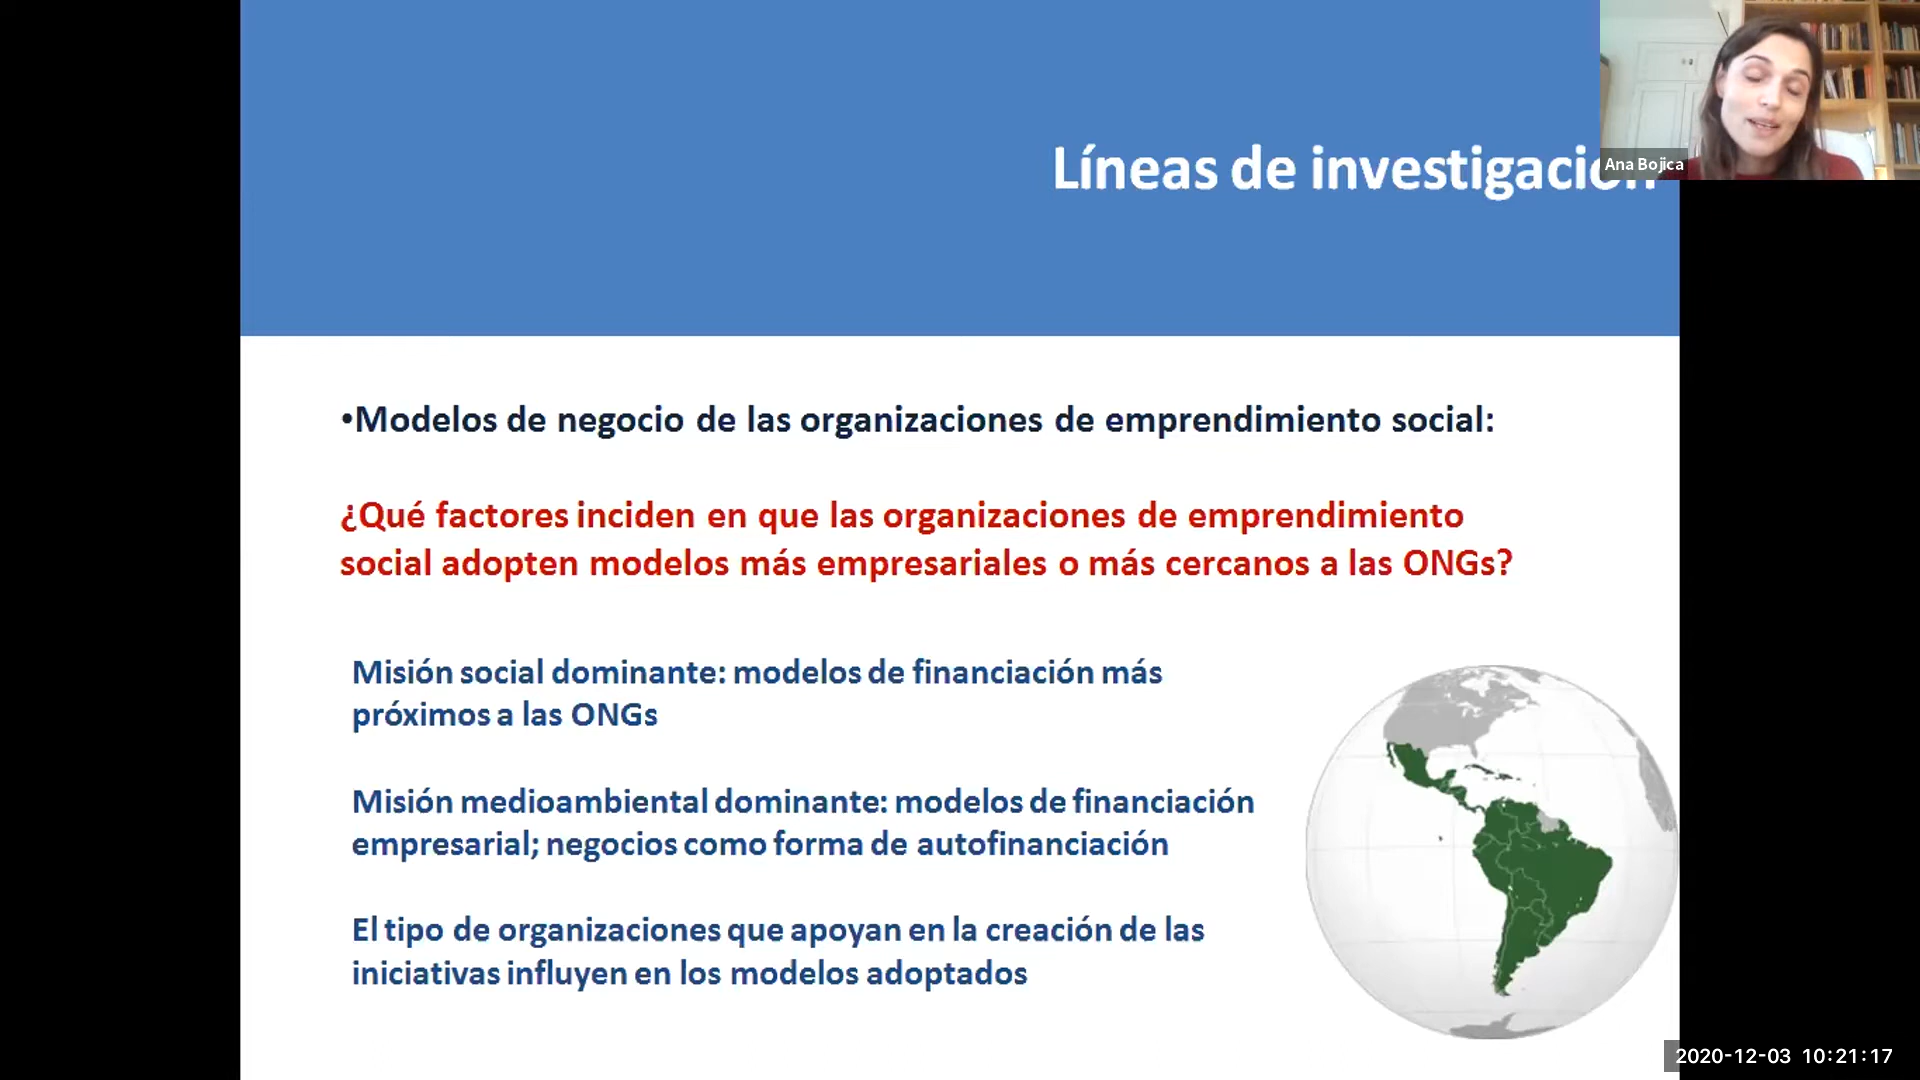 Líneas de investigación
Ana Bojica
•Modelos de negocio de las organizaciones de emprendimiento social:
¿Qué factores inciden en que las organizaciones de emprendimiento
social adopten modelos más empresariales o más cercanos a las ONGs?
Misión social dominante: modelos de financiación más
próximos a las ONGs
Misión medioambiental dominante: modelos de financiación
empresarial; negocios como forma de autofinanciación
El tipo de organizaciones que apoyan en la creación de las
iniciativas influyen en los modelos adoptados
2020-12-03 10:21:17